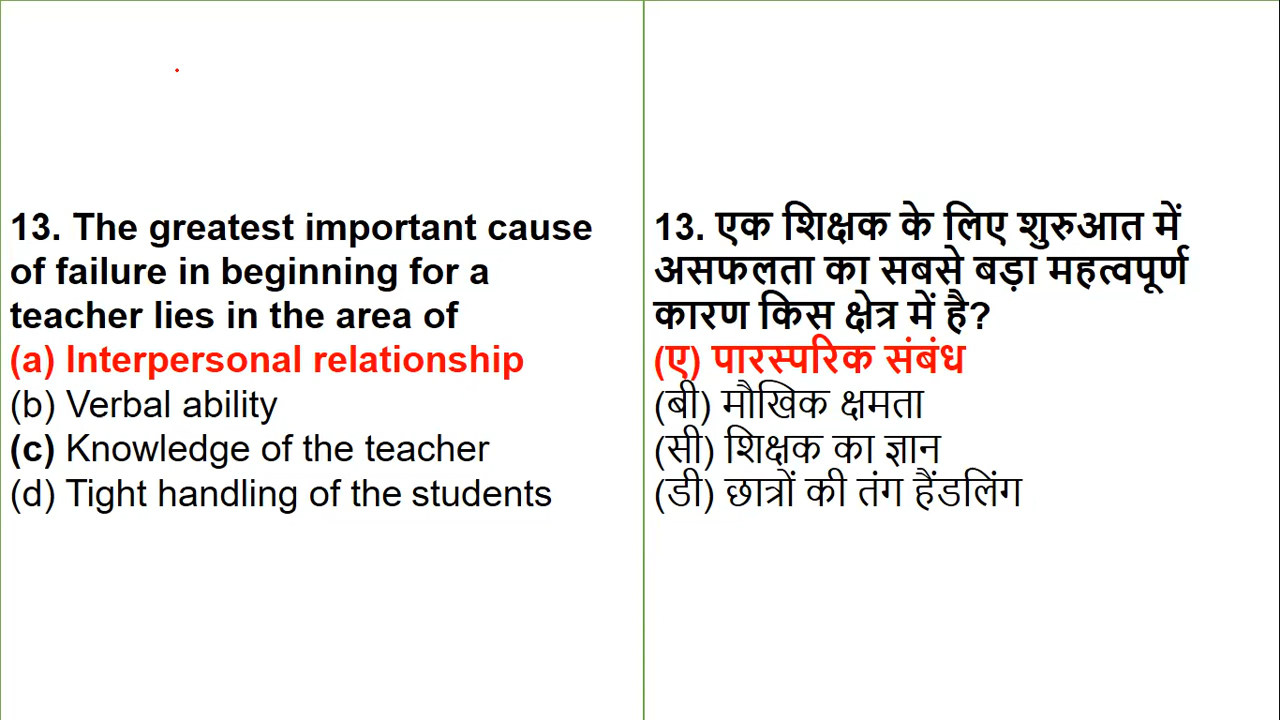 13. The greatest important cause
of failure in beginning for a
teacher lies in the area of
(a) Interpersonal relationship
(b) Verbal ability
(c) Knowledge of the teacher
(d) Tight handling of the students
13. एक शिक्षक के लिए शुरुआत में
असफलता का सबसे बड़ा महत्वपूर्ण
कारण किस क्षेत्र में है?
(ए) पारस्परिक संबंध
(बी) मौखिक क्षमता
(सी) शिक्षक का ज्ञान
(डी) छात्रों की तंग हैंडलिंग